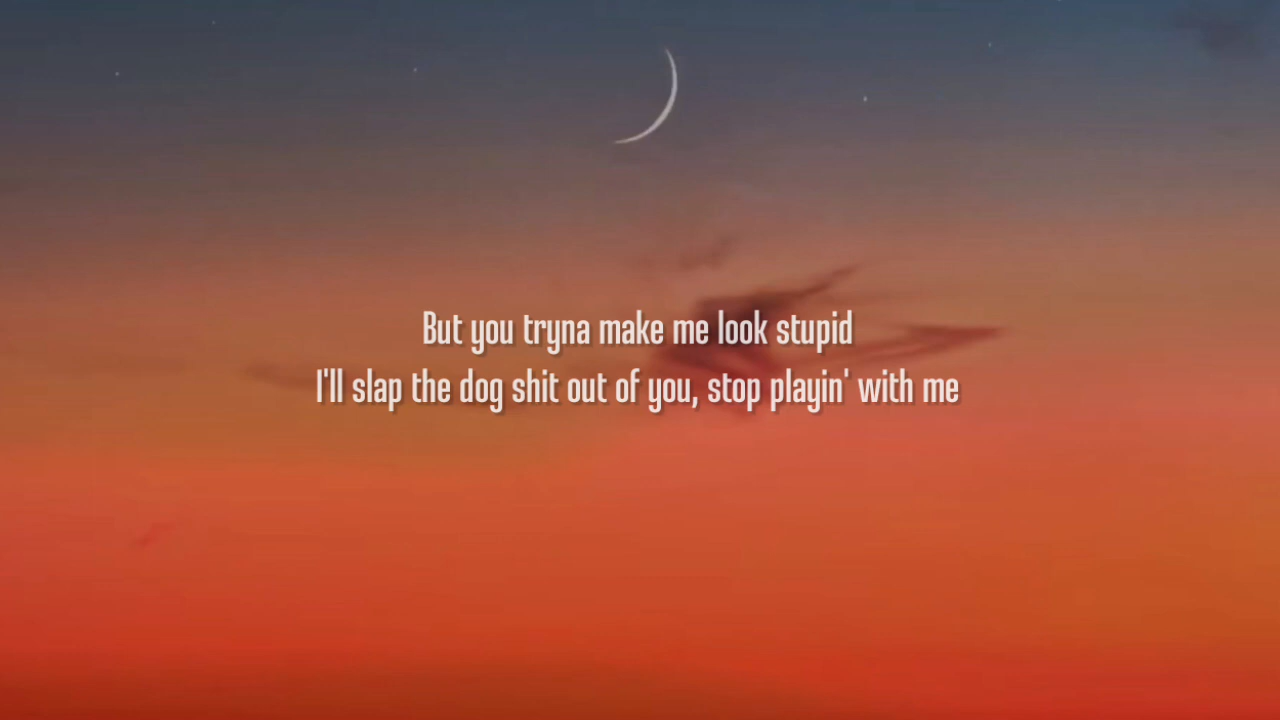 But you tryna make me look stupid
I'll slap the dog shit out of you, stop playin' with me